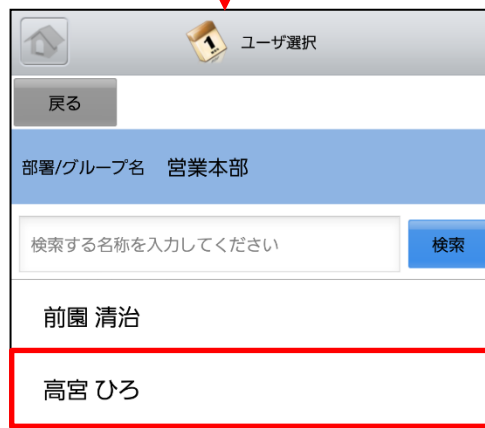 1
ユーザ選択
戻る
部署/グループ名 営業本部
検索する名称を入力してください 検索
前園 清治
高宮 ひろ